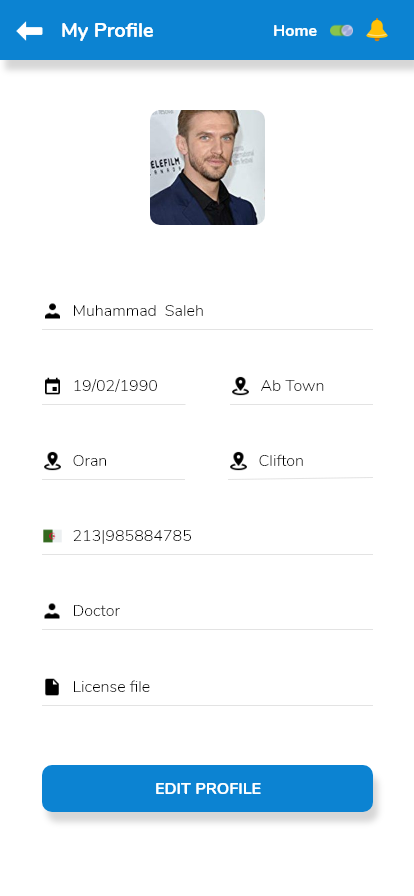 My Profile
Home
ELEFILM
CANADA
Muhammad Saleh
19/02/1990
Ab Town
Oran
Clifton
213|985884785
Doctor
License file
EDIT PROFILE